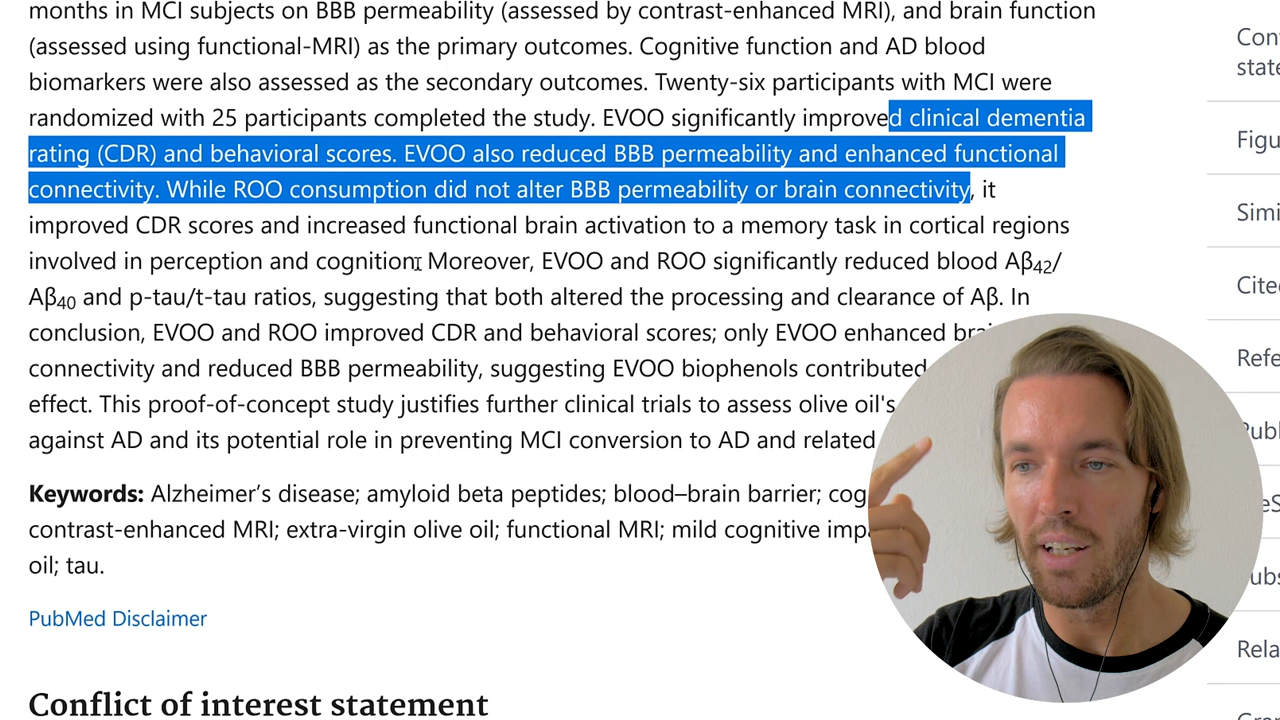 months in MCI subjects on BBB permeability (assessed by contrast-enhanced MRI), and brain function
(assessed using functional-MRI) as the primary outcomes. Cognitive function and AD blood
biomarkers were also assessed as the secondary outcomes. Twenty-six participants with MCI were
randomized with 25 participants completed the study. EVOO significantly improved clinical dementia
rating (CDR) and behavioral scores. EVOO also reduced BBB permeability and enhanced functional
connectivity. While ROO consumption did not alter BBB permeability or brain connectivity, it
improved CDR scores and increased functional brain activation to a memory task in cortical regions
involved in perception and cognition. Moreover, EVOO and ROO significantly reduced blood Aβ42/
Aβ40 and p-tau/t-tau ratios, suggesting that both altered the processing and clearance of Aβ. In
conclusion, EVOO and ROO improved CDR and behavioral scores; only EVOO enhanced
connectivity and reduced BBB permeability, suggesting EVOO biophenols contributed
effect. This proof-of-concept study justifies further clinical trials to assess olive oil's
against AD and its potential role in preventing MCI conversion to AD and related
Keywords: Alzheimer's disease; amyloid beta peptides; blood–brain barrier; cog
contrast-enhanced MRI; extra-virgin olive oil; functional MRI; mild cognitive imp
oil; tau.
PubMed Disclaimer
Conflict of interest statement
Con
state
Figu
Simi
Cite
Refe
Rela